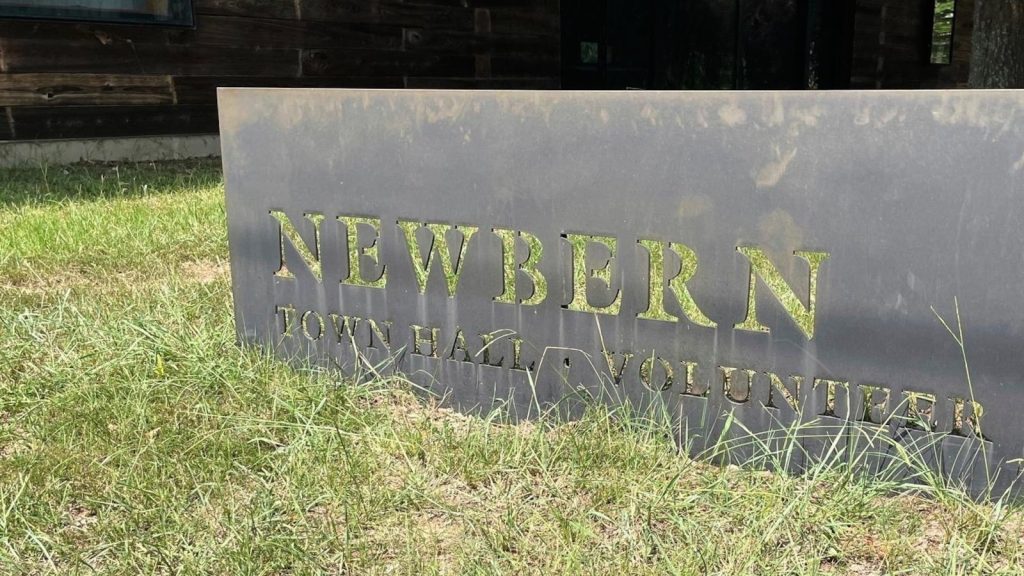 NEWBERN
TOWN HALL · VOLUNTEER